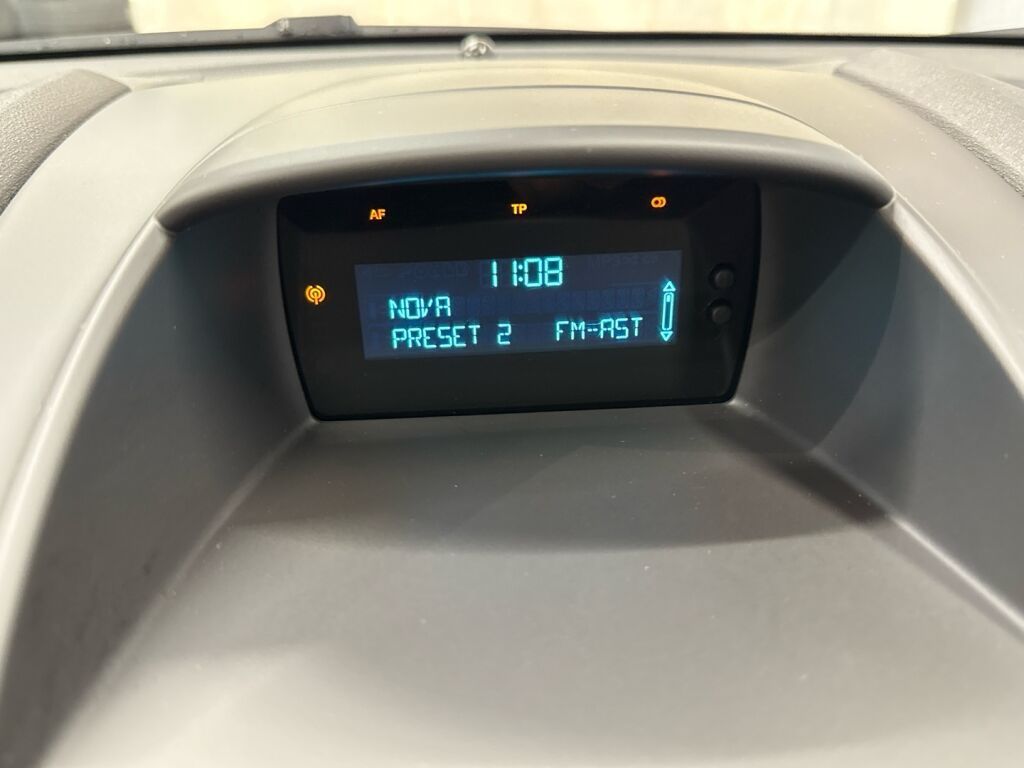 AF TP
11:08
NOVA
PRESET 2 FM-AST